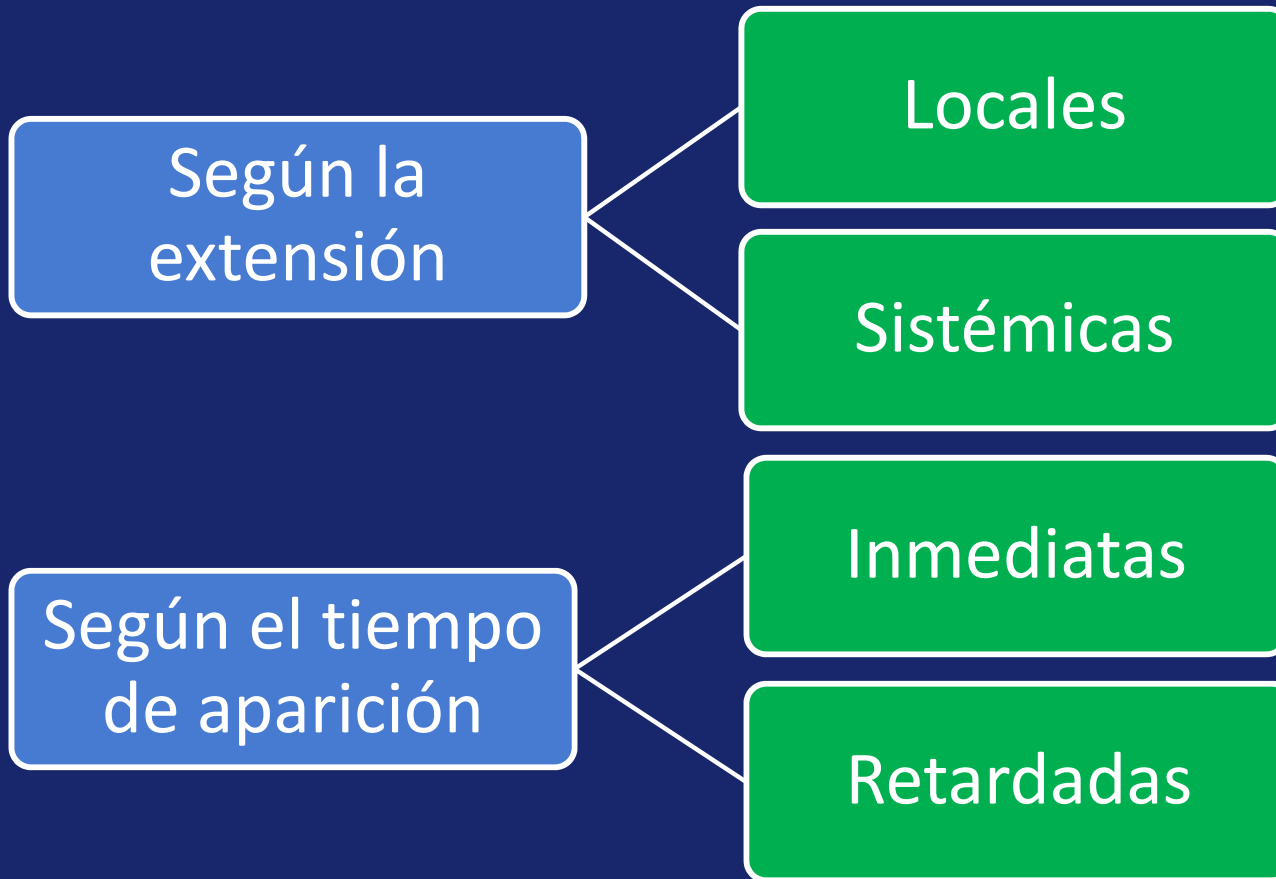 Según la
extensión
Locales
Sistémicas
Según el tiempo
de aparición
Inmediatas
Retardadas